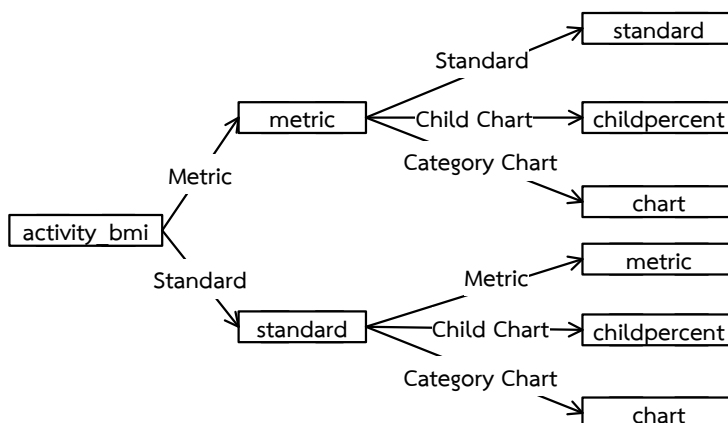 standard
Standard
metric
Child Chart
childpercent
Category Chart
Metric
chart
activity_bmi
metric
Standard
Metric
standard
Child Chart
childpercent
Category Chart
chart